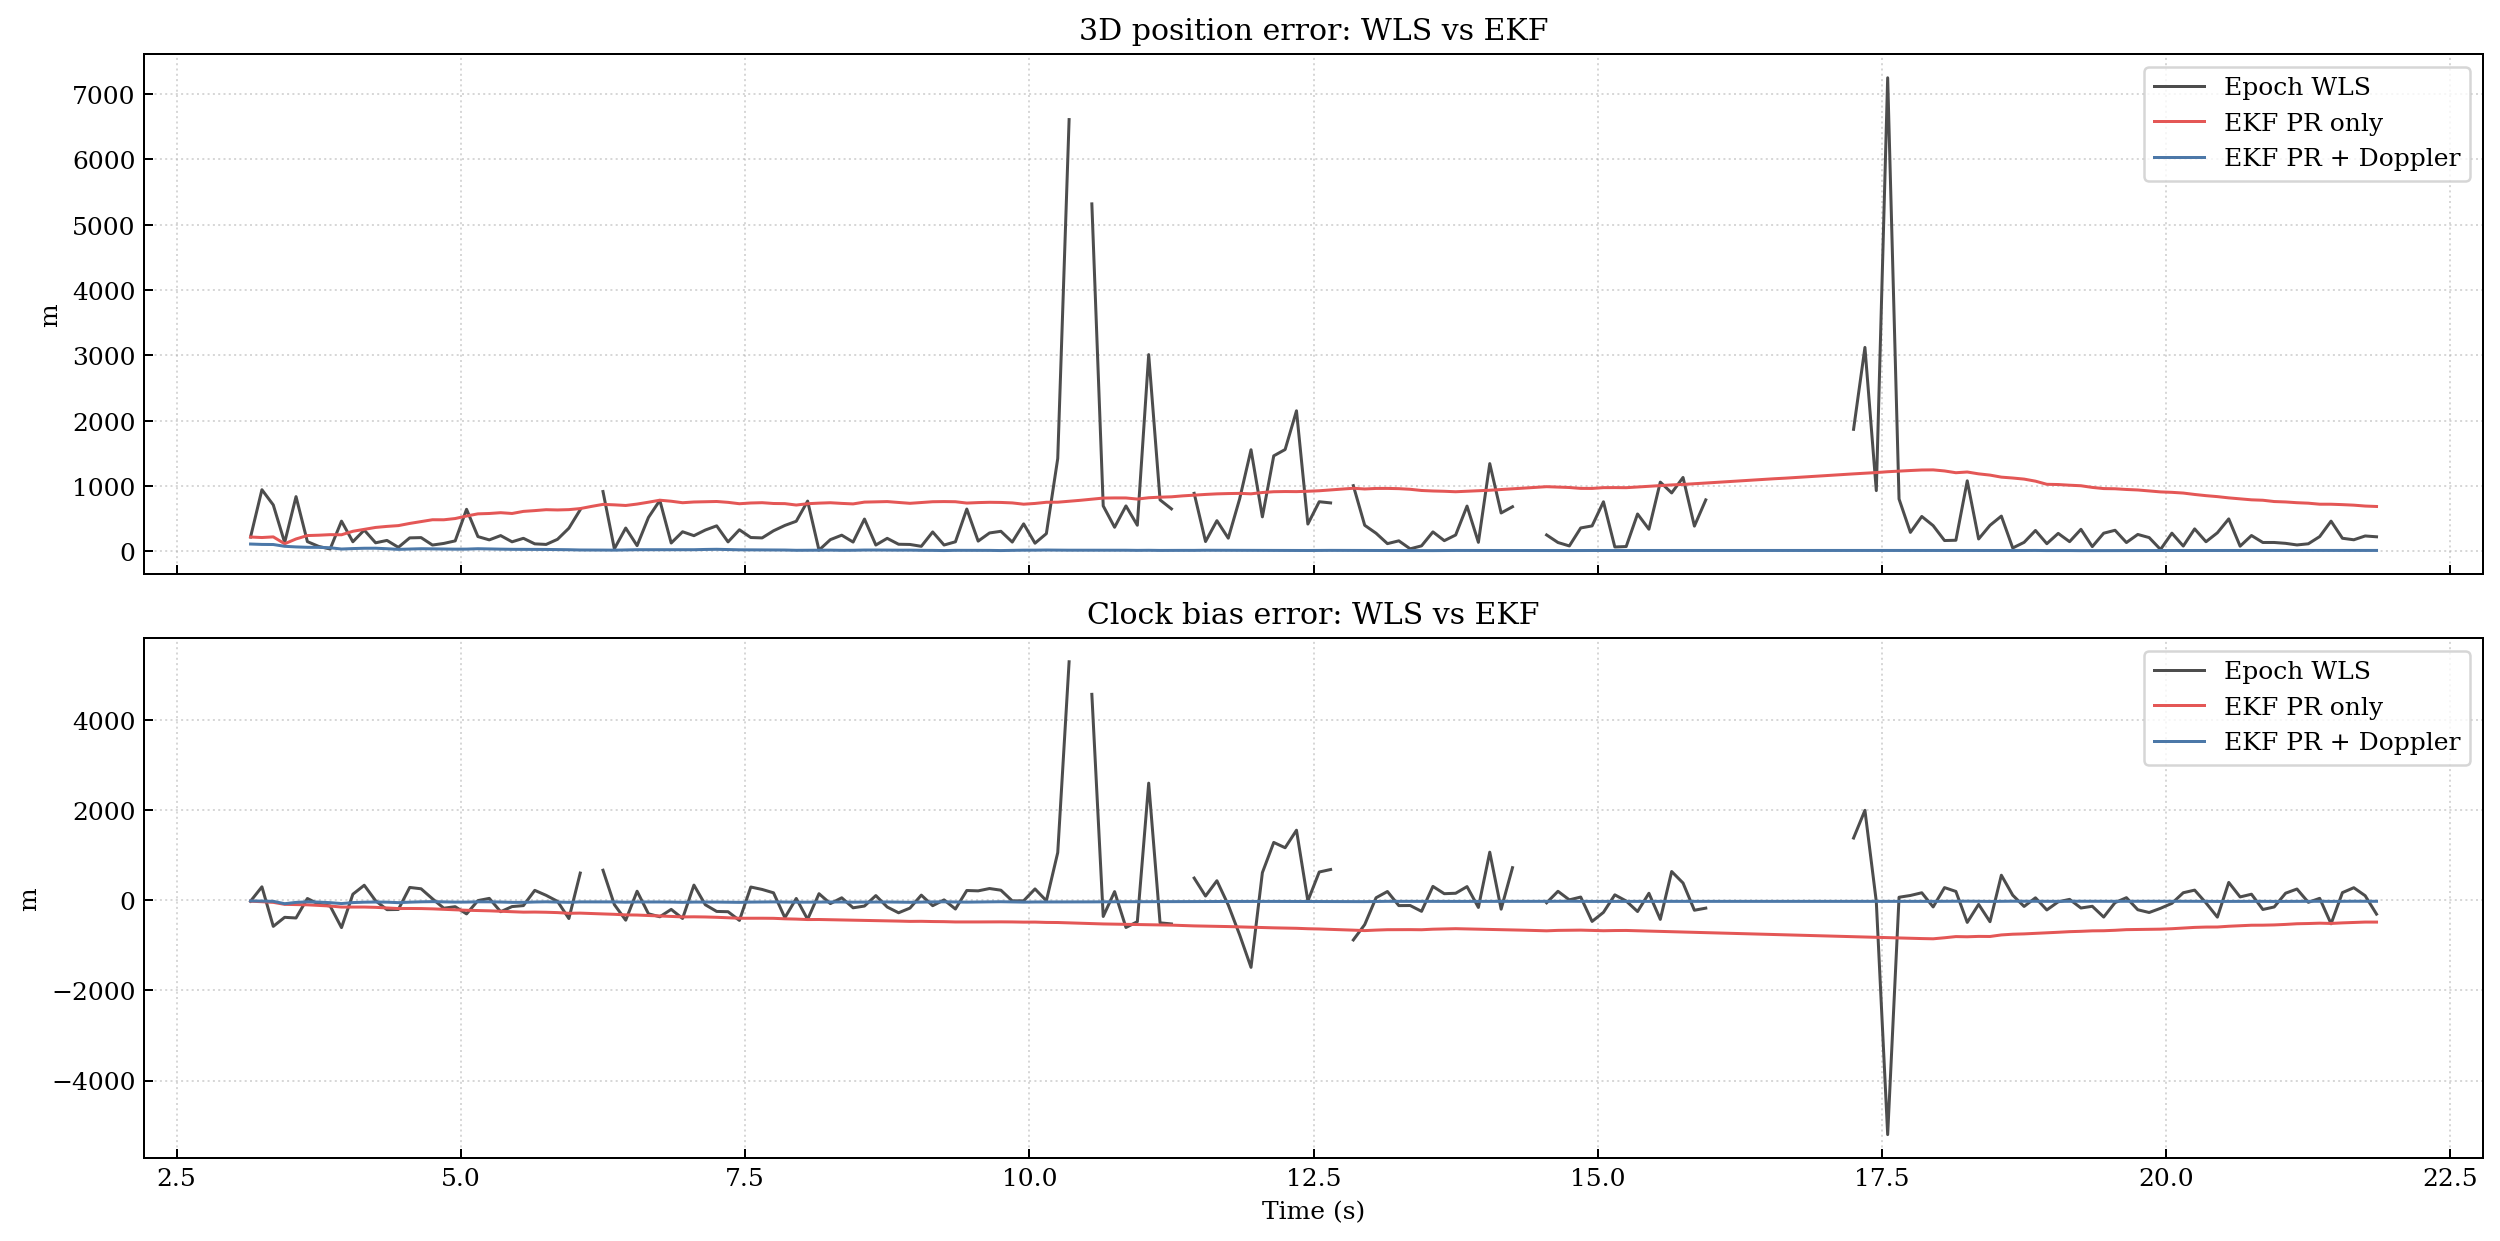 3D position error: WLS vs EKF
7000
6000
5000
4000
3000
2000
1000
0
m
Epoch WLS
EKF PR only
EKF PR + Doppler
Clock bias error: WLS vs EKF
4000
2000
0
−2000
−4000
m
Epoch WLS
EKF PR only
EKF PR + Doppler
2.5 5.0 7.5 10.0 12.5 15.0 17.5 20.0 22.5
Time (s)